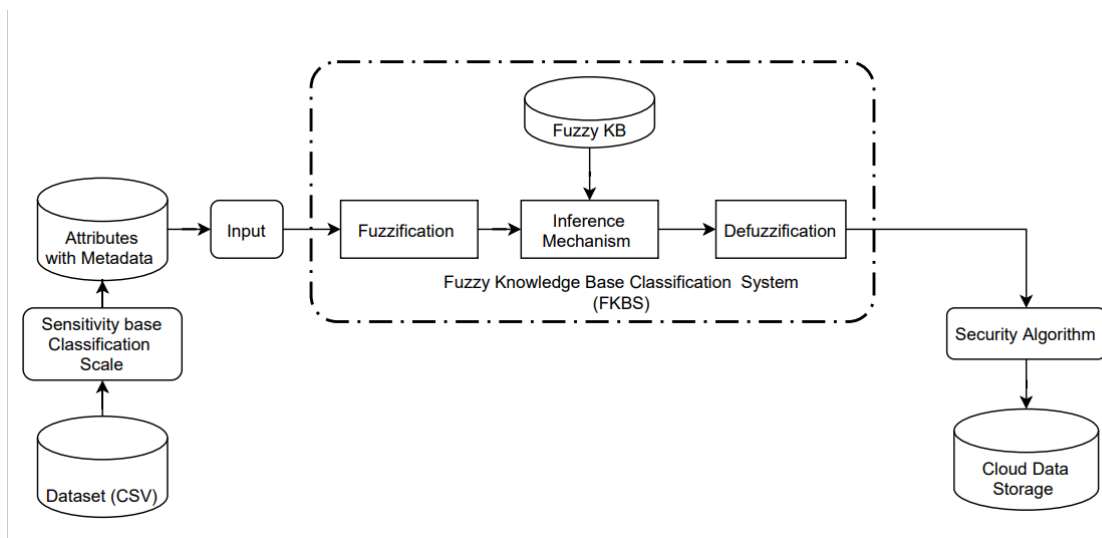 Fuzzy KB
Attributes
with Metadata
Input
Fuzzification
Inference
Mechanism
Defuzzification
Fuzzy Knowledge Base Classification System
(FKBS)
Sensitivity base
Classification
Scale
Security Algorithm
Dataset (CSV)
Cloud Data
Storage